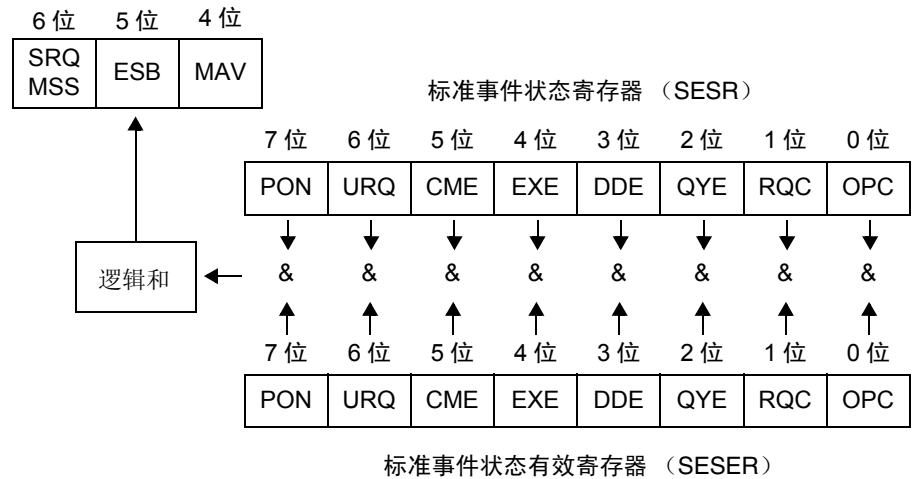 6 位 5 位 4 位
SRQ MSS ESB MAV
标准事件状态寄存器 （SESR）
7 位 6 位 5 位 4 位 3 位 2 位 1 位 0 位
PON URQ CME EXE DDE QYE RQC OPC
逻辑和 & & & & & & & &
7 位 6 位 5 位 4 位 3 位 2 位 1 位 0 位
PON URQ CME EXE DDE QYE RQC OPC
标准事件状态有效寄存器 （SESER）